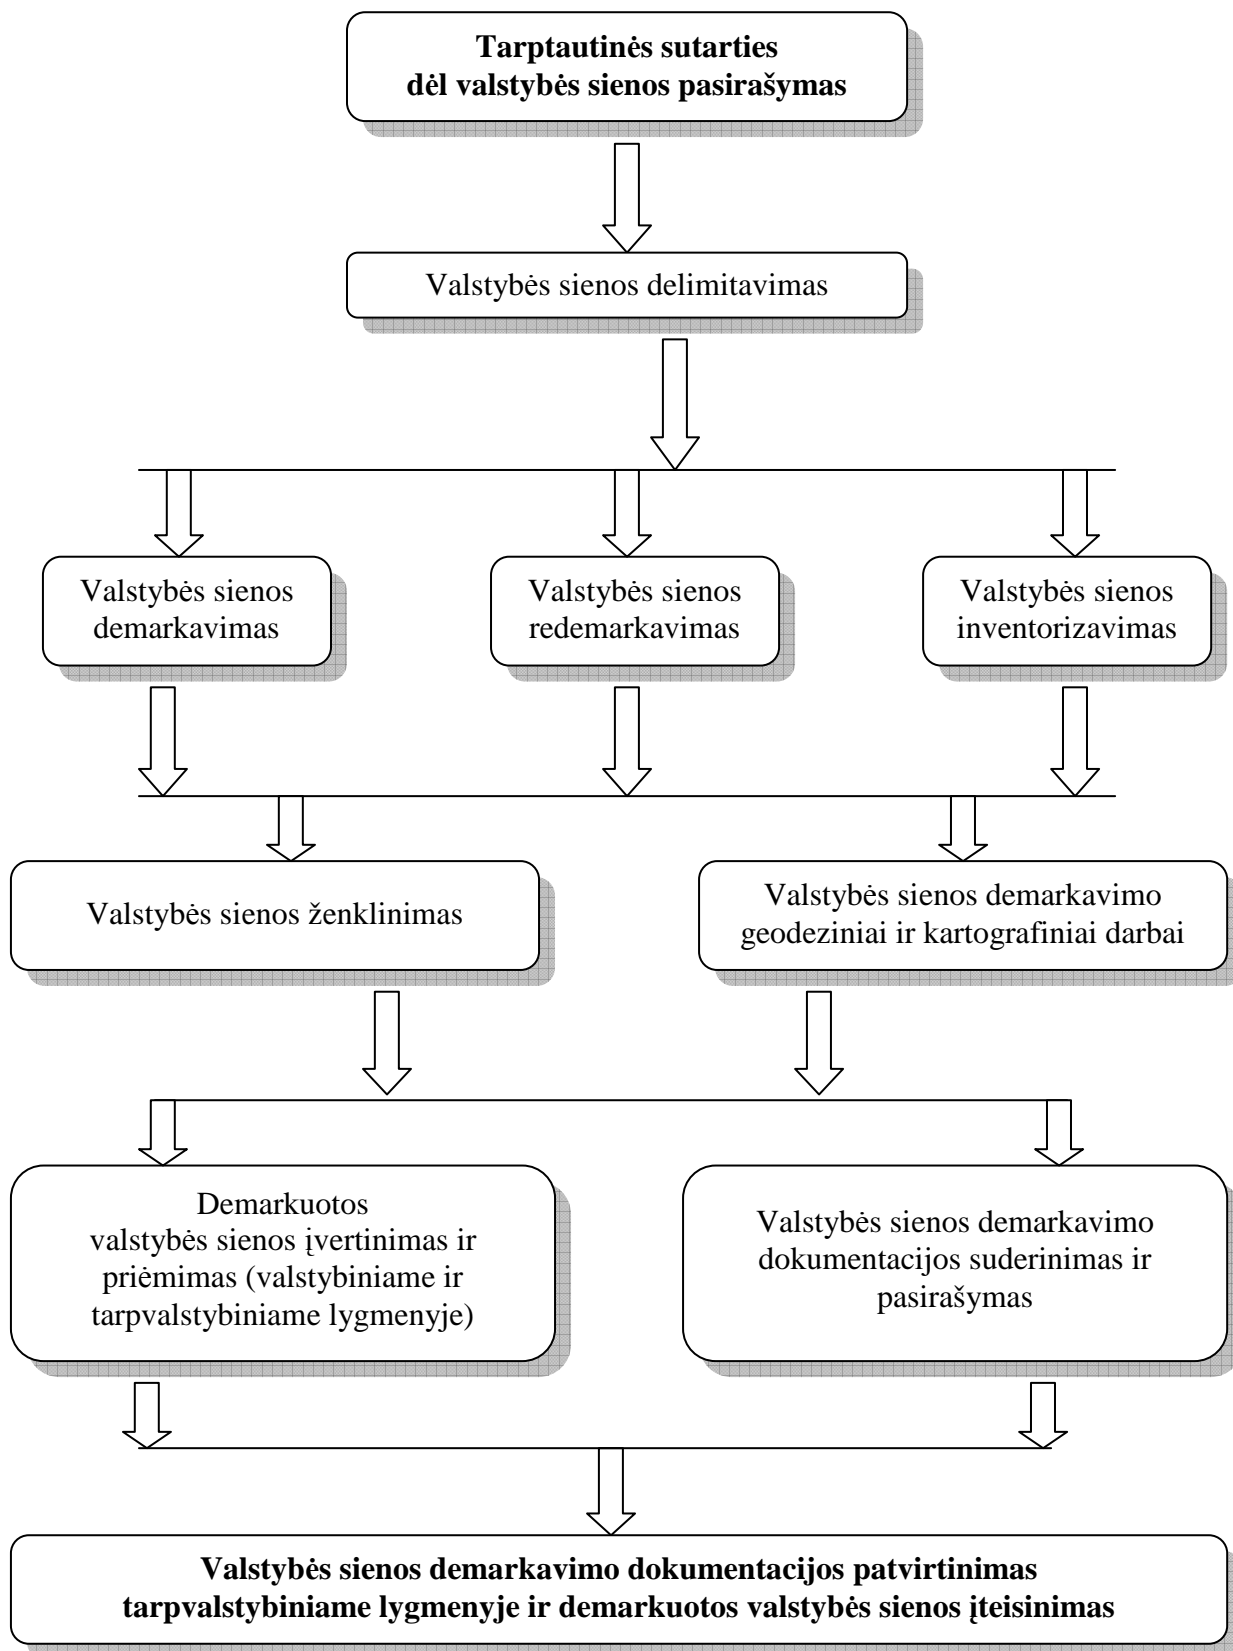 Tarptautinės sutarties
dėl valstybės sienos pasirašymas
Valstybės sienos delimitavimas
Valstybės sienos
demarkavimas
Valstybės sienos
redemarkavimas
Valstybės sienos
inventorizavimas
Valstybės sienos ženklinimas
Valstybės sienos demarkavimo
geodeziniai ir kartografiniai darbai
Demarkuotos
valstybės sienos įvertinimas ir
priėmimas (valstybiniame ir
tarpvalstybiniame lygmenyje)
Valstybės sienos demarkavimo
dokumentacijos suderinimas ir
pasirašymas
Valstybės sienos demarkavimo dokumentacijos patvirtinimas
tarpvalstybiniame lygmenyje ir demarkuotos valstybės sienos įteisinimas